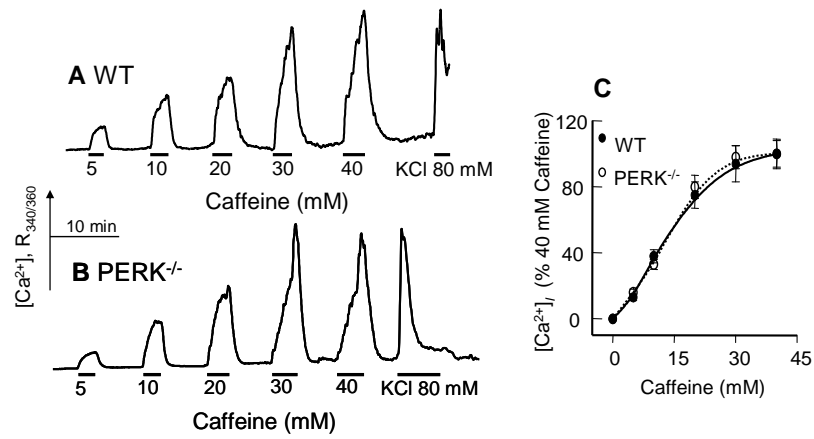 A WT
5 10 20 30 40 KCl 80 mM
Caffeine (mM)
[Ca²⁺], R340/360
10 min
B PERK-/-
5 10 20 30 40 KCl 80 mM
Caffeine (mM)
C
[Ca²⁺]I (% 40 mM Caffeine)
120
80
40
0
WT
PERK-/-
0 15 30 45
Caffeine (mM)